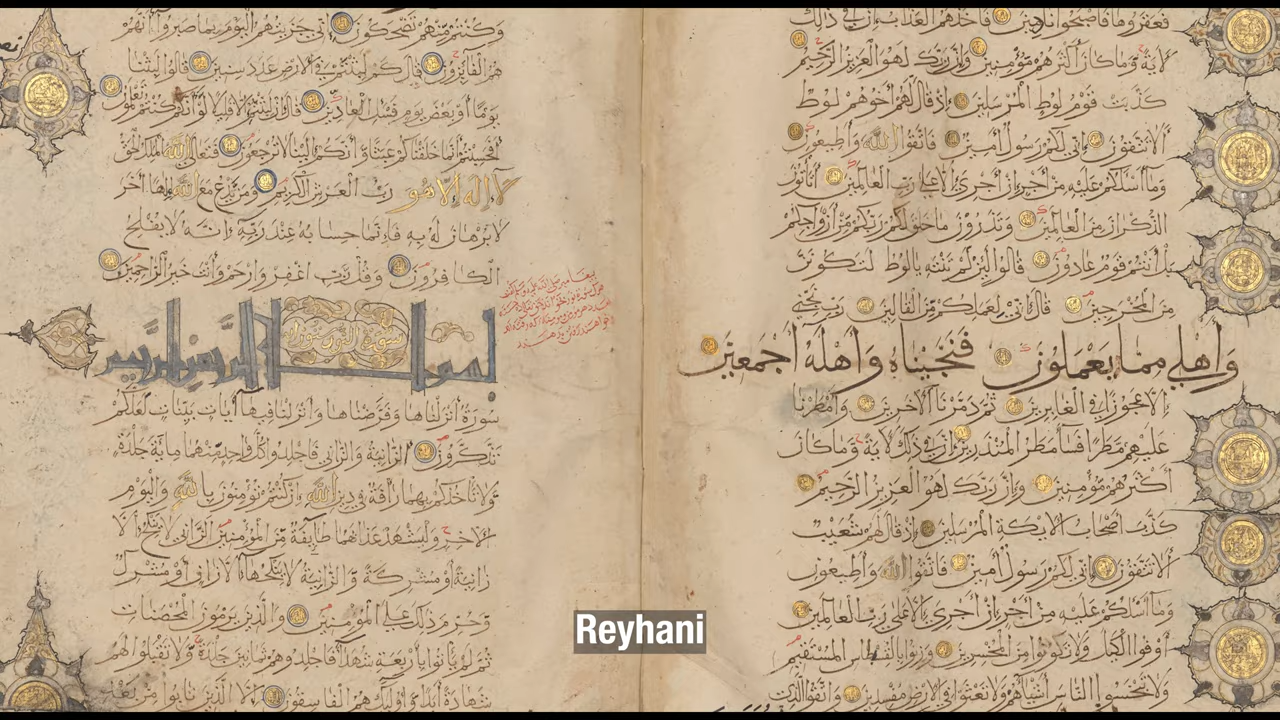 فعقروها فأصبحوا نادمين فأخذهم العذاب إن في ذلك
لآية وما كان أكثرهم مؤمنين وإن ربك لهو العزيز الرحيم
كذبت قوم لوط المرسلين إذ قال لهم أخوهم لوط
ألا تتقون إني لكم رسول أمين فاتقوا الله وأطيعون
وما أسألكم عليه من أجر إن أجري إلا على رب العالمين أتأتون
الذكران من العالمين وتذرون ما خلق لكم ربكم من أزواجكم
بل أنتم قوم عادون قالوا لئن لم تنته يا لوط لتكونن
من المخرجين قال إني لعملكم من القالين رب نجني
وأهلي مما يعملون فنجيناه وأهله أجمعين
إلا عجوزا في الغابرين ثم دمرنا الآخرين وأمطرنا
عليهم مطرا فساء مطر المنذرين إن في ذلك لآية وما كان
أكثرهم مؤمنين وإن ربك لهو العزيز الرحيم
كذب أصحاب الأيكة المرسلين إذ قال لهم شعيب
ألا تتقون إني لكم رسول أمين فاتقوا الله وأطيعون
وما أسألكم عليه من أجر إن أجري إلا على رب العالمين
أوفوا الكيل ولا تكونوا من المخسرين وزنوا بالقسطاس المستقيم
ولا تبخسوا الناس أشياءهم ولا تعثوا في الأرض مفسدين واتقوا الذي
وكنتم منهم تضحكون إني جزيتهم اليوم بما صبروا أنهم
هم الفائزون قال كم لبثتم في الأرض عدد سنين قالوا لبثنا
يوما أو بعض يوم فسئل العادين قال إن لبثتم إلا قليلا لو أنكم كنتم تعلمون
أفحسبتم أنما خلقناكم عبثا وأنكم إلينا لا ترجعون فتعالى الله الملك الحق
لا إله إلا هو رب العرش الكريم ومن يدع مع الله إلها آخر
لا برهان له به فإنما حسابه عند ربه إنه لا يفلح
الكافرون وقل رب اغفر وارحم وأنت خير الراحمين
بسم الله الرحمن الرحيم
سورة أنزلناها وفرضناها وأنزلنا فيها آيات بينات لعلكم
تذكرون الزانية والزاني فاجلدوا كل واحد منهما مائة جلدة
ولا تأخذكم بهما رأفة في دين الله إن كنتم تؤمنون بالله واليوم
الآخر وليشهد عذابهما طائفة من المؤمنين الزاني لا ينكح إلا
زانية أو مشركة والزانية لا ينكحها إلا زان أو مشرك
وحرم ذلك على المؤمنين والذين يرمون المحصنات
ثم لم يأتوا بأربعة شهداء فاجلدوهم ثمانين جلدة ولا تقبلوا لهم
شهادة أبدا وأولئك هم الفاسقون إلا الذين تابوا من بعد
Reyhani